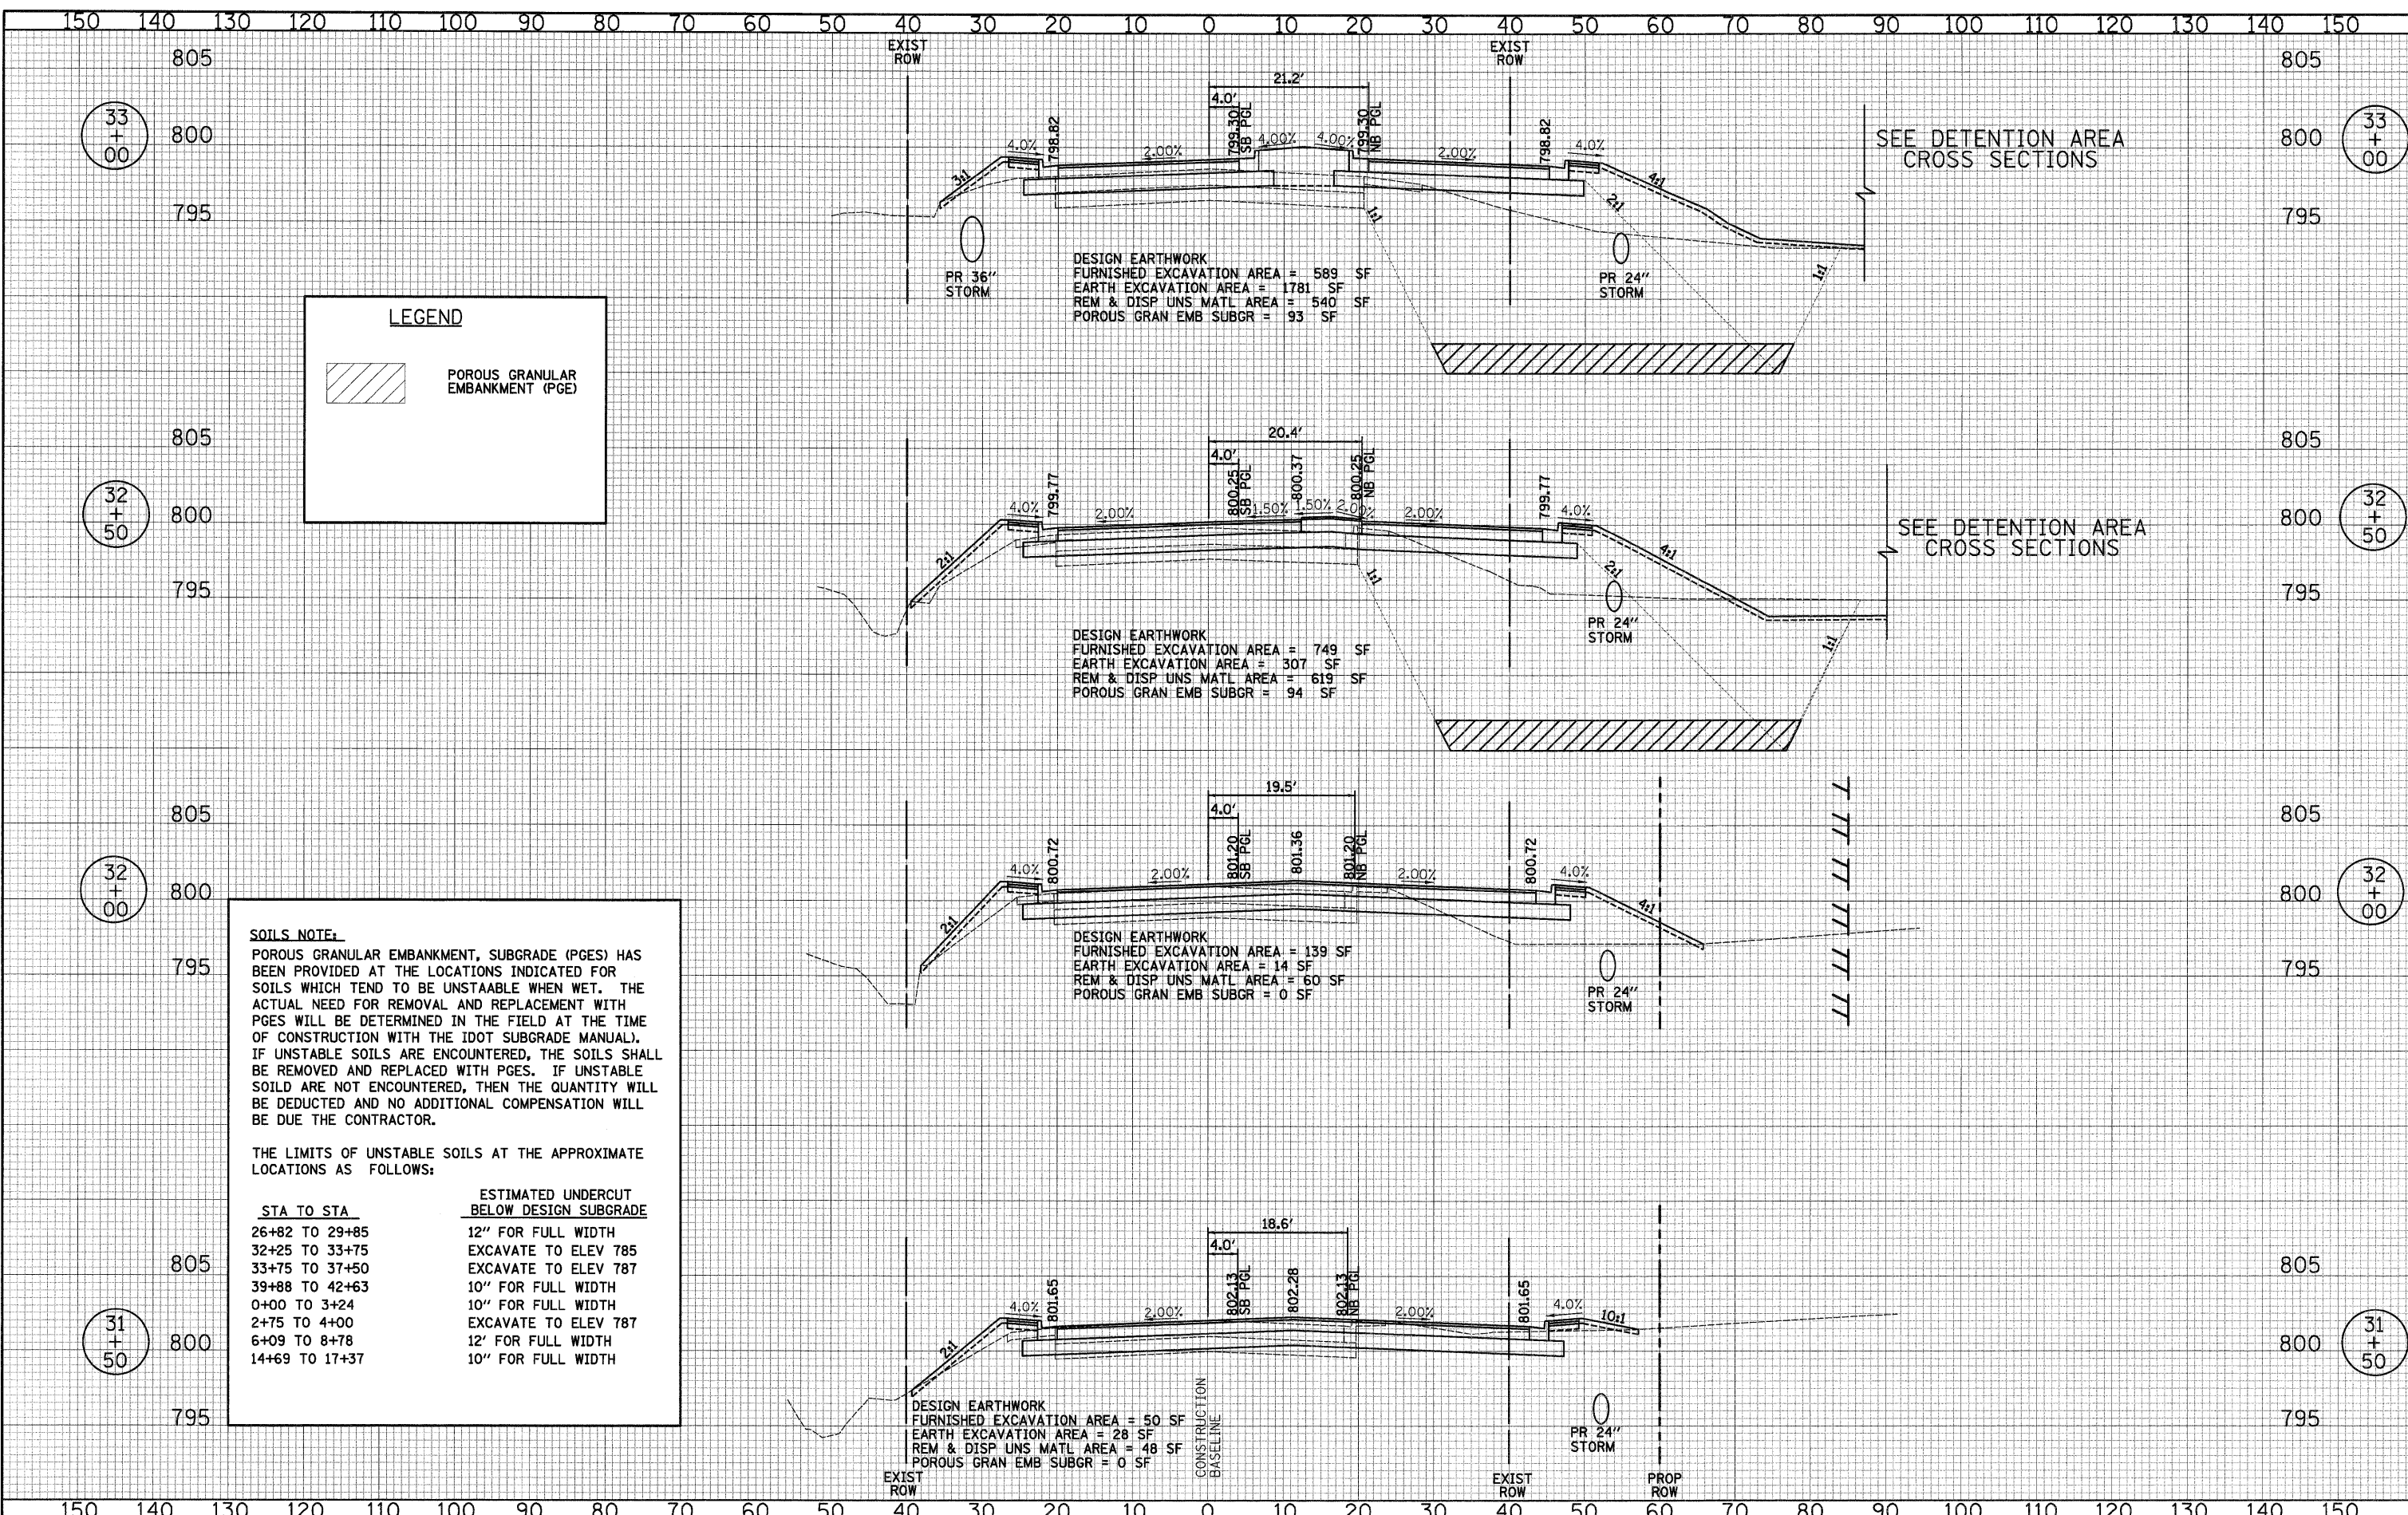 150 140 130 120 110 100 90 80 70 60 50 40 30 20 10 0 10 20 30 40 50 60 70 80 90 100 110 120 130 140 150
EXIST
ROW
EXIST
ROW
805
805
33
+
00
800
800
33
+
00
795
795
21.2'
4.0'
4.0%
798.82
2.00%
799.30
SB PGL
4.00%
4.00%
799.30
NB PGL
2.00%
798.82
4.0%
3:1
4:1
2:1
1:1
1:1
SEE DETENTION AREA
CROSS SECTIONS
PR 36"
STORM
PR 24"
STORM
DESIGN EARTHWORK
FURNISHED EXCAVATION AREA = 589 SF
EARTH EXCAVATION AREA = 1781 SF
REM & DISP UNS MATL AREA = 540 SF
POROUS GRAN EMB SUBGR = 93 SF
LEGEND
POROUS GRANULAR
EMBANKMENT (PGE)
805
805
32
+
50
800
800
32
+
50
795
795
20.4'
4.0'
4.0%
799.77
2.00%
800.25
SB PGL
1.50%
800.37
1.50%
2.00%
800.25
NB PGL
2.00%
799.77
4.0%
2:1
4:1
2:1
1:1
1:1
SEE DETENTION AREA
CROSS SECTIONS
PR 24"
STORM
DESIGN EARTHWORK
FURNISHED EXCAVATION AREA = 749 SF
EARTH EXCAVATION AREA = 307 SF
REM & DISP UNS MATL AREA = 619 SF
POROUS GRAN EMB SUBGR = 94 SF
805
805
32
+
00
800
800
32
+
00
795
795
19.5'
4.0'
4.0%
800.72
2.00%
801.20
SB PGL
801.36
801.20
NB PGL
2.00%
800.72
4.0%
2:1
4:1
PR 24"
STORM
DESIGN EARTHWORK
FURNISHED EXCAVATION AREA = 139 SF
EARTH EXCAVATION AREA = 14 SF
REM & DISP UNS MATL AREA = 60 SF
POROUS GRAN EMB SUBGR = 0 SF
SOILS NOTE:
POROUS GRANULAR EMBANKMENT, SUBGRADE (PGES) HAS
BEEN PROVIDED AT THE LOCATIONS INDICATED FOR
SOILS WHICH TEND TO BE UNSTAABLE WHEN WET. THE
ACTUAL NEED FOR REMOVAL AND REPLACEMENT WITH
PGES WILL BE DETERMINED IN THE FIELD AT THE TIME
OF CONSTRUCTION WITH THE IDOT SUBGRADE MANUAL).
IF UNSTABLE SOILS ARE ENCOUNTERED, THE SOILS SHALL
BE REMOVED AND REPLACED WITH PGES. IF UNSTABLE
SOILD ARE NOT ENCOUNTERED, THEN THE QUANTITY WILL
BE DEDUCTED AND NO ADDITIONAL COMPENSATION WILL
BE DUE THE CONTRACTOR.
THE LIMITS OF UNSTABLE SOILS AT THE APPROXIMATE
LOCATIONS AS FOLLOWS:
ESTIMATED UNDERCUT
STA TO STA BELOW DESIGN SUBGRADE
26+82 TO 29+85 12" FOR FULL WIDTH
32+25 TO 33+75 EXCAVATE TO ELEV 785
33+75 TO 37+50 EXCAVATE TO ELEV 787
39+88 TO 42+63 10" FOR FULL WIDTH
0+00 TO 3+24 10" FOR FULL WIDTH
2+75 TO 4+00 EXCAVATE TO ELEV 787
6+09 TO 8+78 12' FOR FULL WIDTH
14+69 TO 17+37 10" FOR FULL WIDTH
805
805
31
+
50
800
800
31
+
50
795
795
18.6'
4.0'
4.0%
801.65
2.00%
802.13
SB PGL
802.28
802.13
NB PGL
2.00%
801.65
4.0%
10:1
2:1
PR 24"
STORM
DESIGN EARTHWORK
FURNISHED EXCAVATION AREA = 50 SF
EARTH EXCAVATION AREA = 28 SF
REM & DISP UNS MATL AREA = 48 SF
POROUS GRAN EMB SUBGR = 0 SF
CONSTRUCTION
BASELINE
EXIST
ROW
EXIST
ROW
PROP
ROW
150 140 130 120 110 100 90 80 70 60 50 40 30 20 10 0 10 20 30 40 50 60 70 80 90 100 110 120 130 140 150